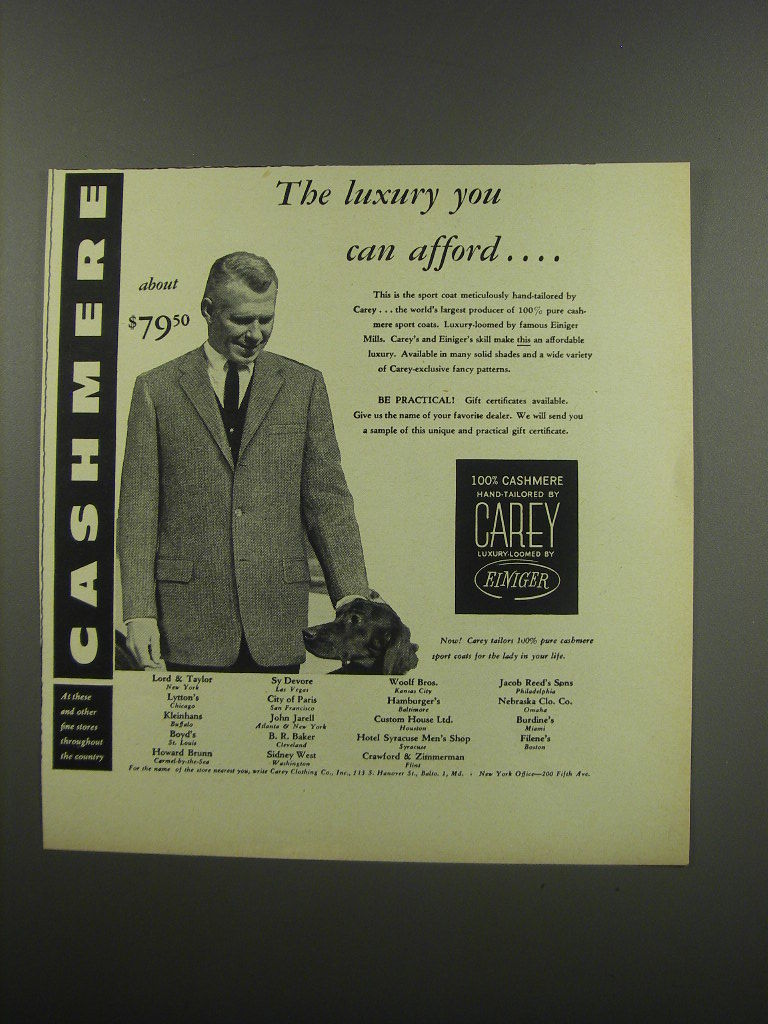 CASHMERE
The luxury you
can afford....
about
$79.50
This is the sport coat meticulously hand-tailored by
Carey . . . the world's largest producer of 100% pure cash-
mere sport coats. Luxury-loomed by famous Einiger
Mills. Carey's and Einiger's skill make this an affordable
luxury. Available in many solid shades and a wide variety
of Carey-exclusive fancy patterns.
BE PRACTICAL! Gift certificates available.
Give us the name of your favorite dealer. We will send you
a sample of this unique and practical gift certificate.
100% CASHMERE
HAND-TAILORED BY
CAREY
LUXURY-LOOMED BY
EINIGER
Now! Carey tailors 100% pure cashmere
sport coats for the lady in your life.
At these
and other
fine stores
throughout
the country
Lord & Taylor
New York
Lytton's
Chicago
Kleinhans
Buffalo
Boyd's
St. Louis
Howard Brunn
Carmel-by-the-Sea
Sy Devore
Las Vegas
City of Paris
San Francisco
John Jarell
Atlanta & New York
B. R. Baker
Cleveland
Sidney West
Washington
Woolf Bros.
Kansas City
Hamburger's
Baltimore
Custom House Ltd.
Houston
Hotel Syracuse Men's Shop
Syracuse
Crawford & Zimmerman
Flint
Jacob Reed's Sons
Philadelphia
Nebraska Clo. Co.
Omaha
Burdine's
Miami
Filene's
Boston
For the name of the store nearest you, write Carey Clothing Co., Inc., 113 S. Hanover St., Balto. 1, Md. • New York Office—200 Fifth Ave.